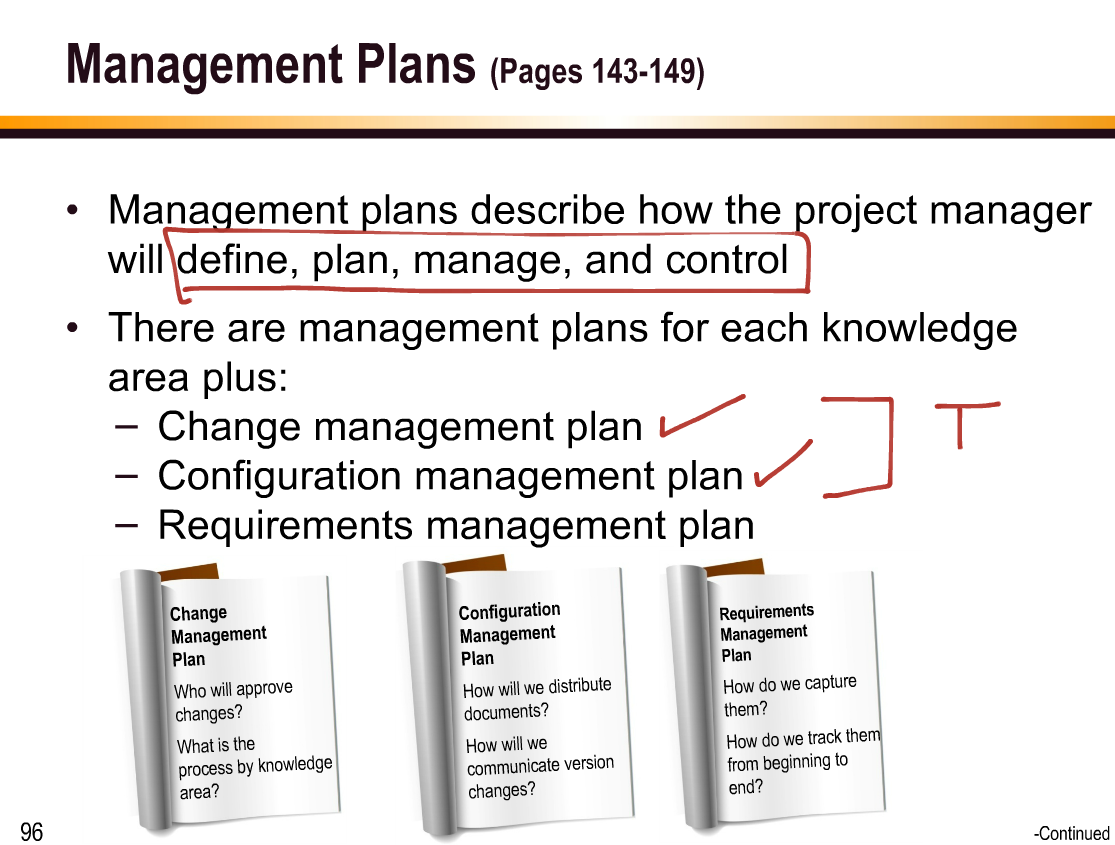 Management Plans (Pages 143-149)
• Management plans describe how the project manager
will define, plan, manage, and control
• There are management plans for each knowledge
area plus:
– Change management plan
– Configuration management plan
T
– Requirements management plan
Change
Management
Plan
Who will approve
changes?
What is the
process by knowledge
area?
Configuration
Management
Plan
How will we distribute
documents?
How will we
communicate version
changes?
Requirements
Management
Plan
How do we capture
them?
How do we track them
from beginning to
end?
96
-Continued